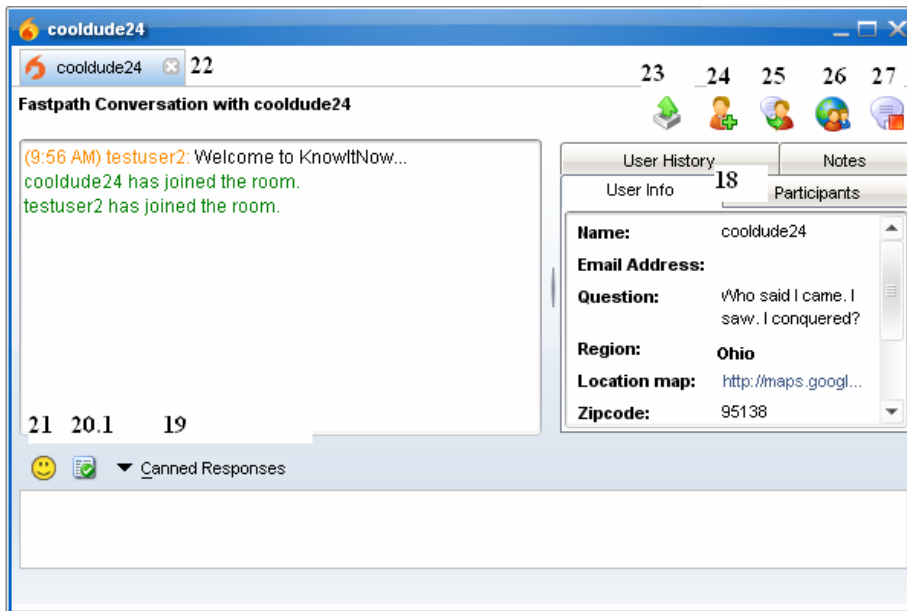 cooldude24
cooldude24 22
23 24 25 26 27
Fastpath Conversation with cooldude24
(9:56 AM) testuser2: Welcome to KnowItNow...
cooldude24 has joined the room.
testuser2 has joined the room.
User History Notes
User Info 18 Participants
Name: cooldude24
Email Address:
Question: Who said I came. I
saw. I conquered?
Region: Ohio
Location map: http://maps.googl...
Zipcode: 95138
21 20.1 19
Canned Responses